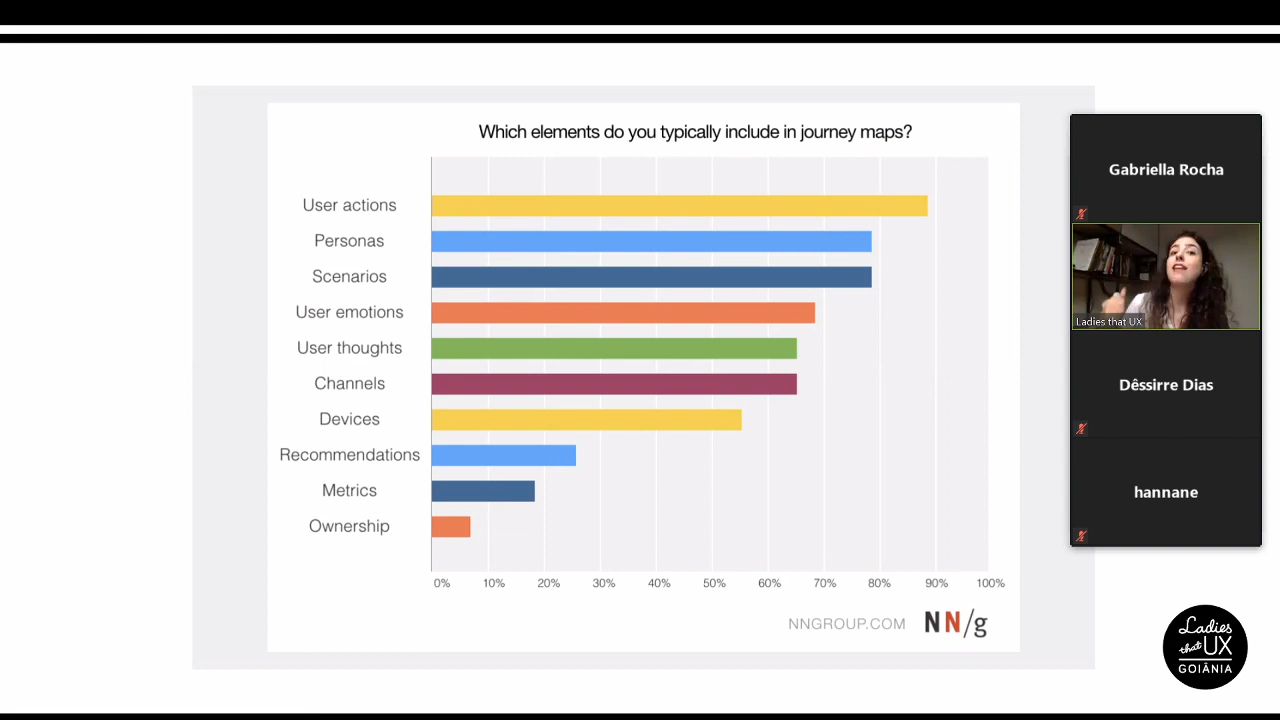 Which elements do you typically include in journey maps?
User actions
Personas
Scenarios
User emotions
User thoughts
Channels
Devices
Recommendations
Metrics
Ownership
0% 10% 20% 30% 40% 50% 60% 70% 80% 90% 100%
NNGROUP.COM NN/g
Gabriella Rocha
Ladies that UX
Dêssirre Dias
hannane
Ladies
that UX
GOIÂNIA